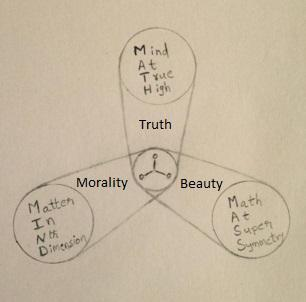 Mind
At
True
High
Truth
Morality
Beauty
Matter
In
Nth
Dimension
Math
At
Super
Symmetry